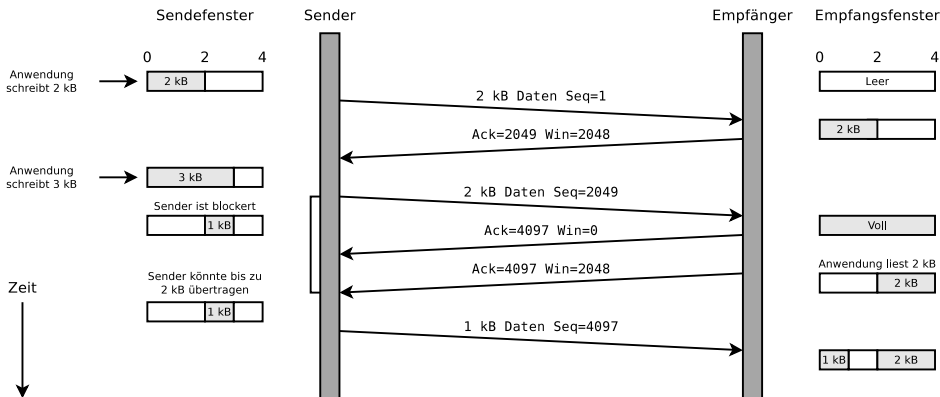 Sendefenster
Sender
Empfänger
Empfangsfenster
0 2 4
0 2 4
Anwendung
schreibt 2 kB
2 kB
Leer
2 kB Daten Seq=1
2 kB
Ack=2049 Win=2048
Anwendung
schreibt 3 kB
3 kB
2 kB Daten Seq=2049
Sender ist blockert
1 kB
Voll
Ack=4097 Win=0
Anwendung liest 2 kB
Ack=4097 Win=2048
2 kB
Sender könnte bis zu
2 kB übertragen
Zeit
1 kB
1 kB Daten Seq=4097
1 kB
2 kB